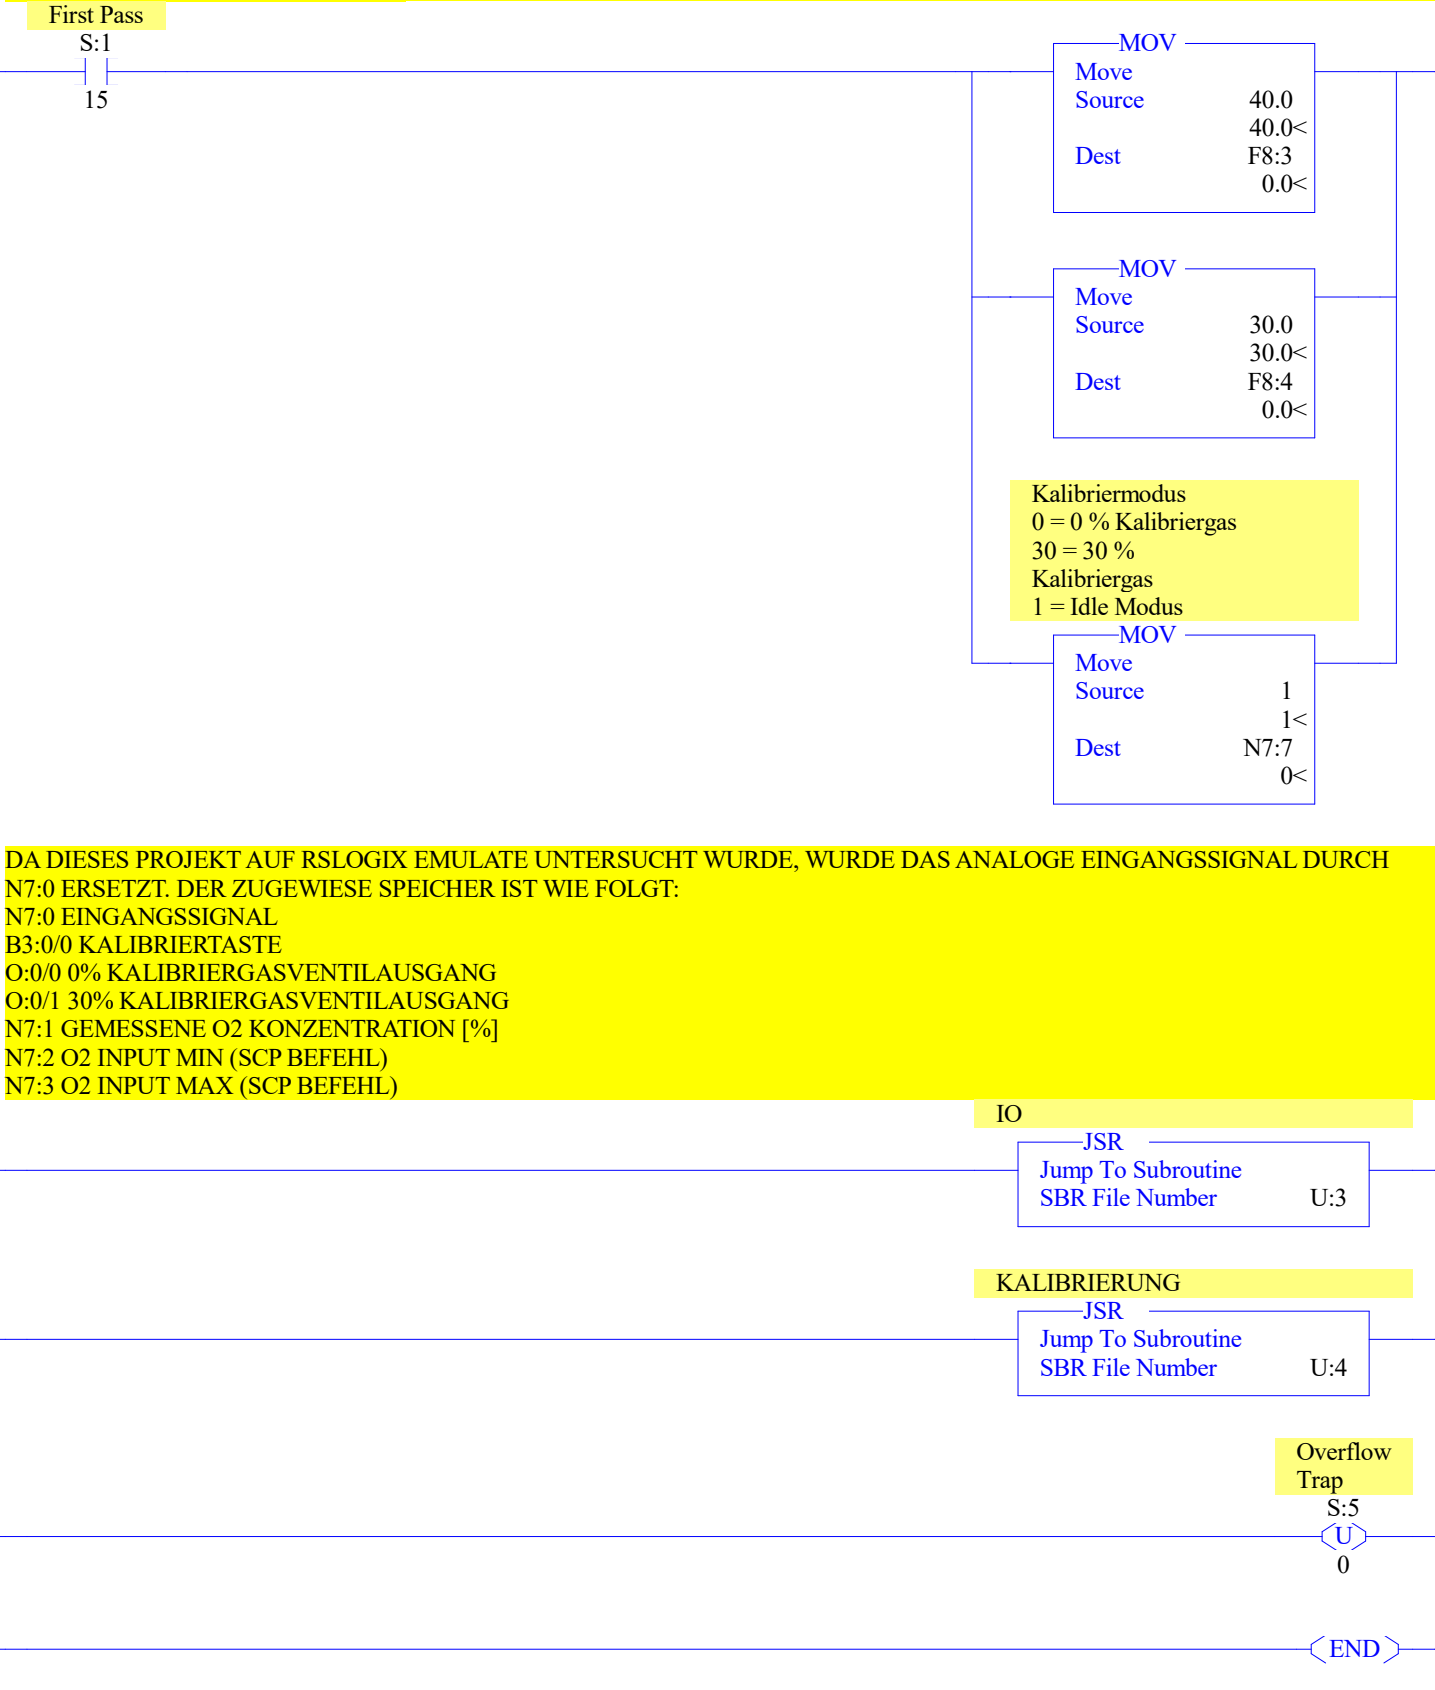 First Pass
S:1
15
MOV
Move
Source 40.0
40.0<
Dest F8:3
0.0<
MOV
Move
Source 30.0
30.0<
Dest F8:4
0.0<
Kalibriermodus
0 = 0 % Kalibriergas
30 = 30 %
Kalibriergas
1 = Idle Modus
MOV
Move
Source 1
1<
Dest N7:7
0<
DA DIESES PROJEKT AUF RSLOGIX EMULATE UNTERSUCHT WURDE, WURDE DAS ANALOGE EINGANGSSIGNAL DURCH
N7:0 ERSETZT. DER ZUGEWIESE SPEICHER IST WIE FOLGT:
N7:0 EINGANGSSIGNAL
B3:0/0 KALIBRIERTASTE
O:0/0 0% KALIBRIERGASVENTILAUSGANG
O:0/1 30% KALIBRIERGASVENTILAUSGANG
N7:1 GEMESSENE O2 KONZENTRATION [%]
N7:2 O2 INPUT MIN (SCP BEFEHL)
N7:3 O2 INPUT MAX (SCP BEFEHL)
IO
JSR
Jump To Subroutine
SBR File Number U:3
KALIBRIERUNG
JSR
Jump To Subroutine
SBR File Number U:4
Overflow
Trap
S:5
U
0
END